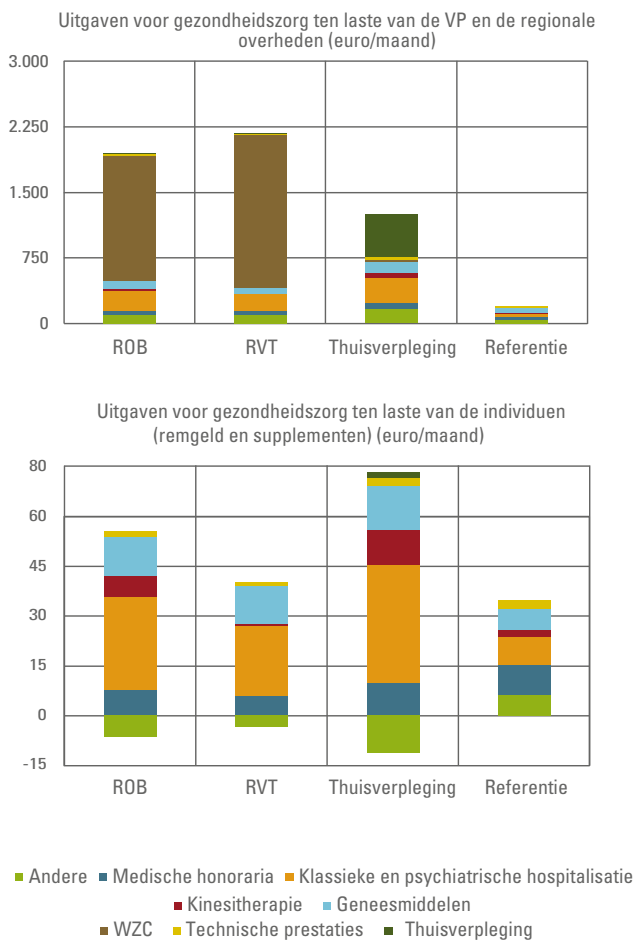 Uitgaven voor gezondheidszorg ten laste van de VP en de regionale
overheden (euro/maand)
3.000
2.250
1.500
750
0
ROB RVT Thuisverpleging Referentie
Uitgaven voor gezondheidszorg ten laste van de individuen
(remgeld en supplementen) (euro/maand)
80
60
45
30
15
0
-15
ROB RVT Thuisverpleging Referentie
Andere Medische honoraria Klassieke en psychiatrische hospitalisatie
Kinesitherapie Geneesmiddelen
WZC Technische prestaties Thuisverpleging